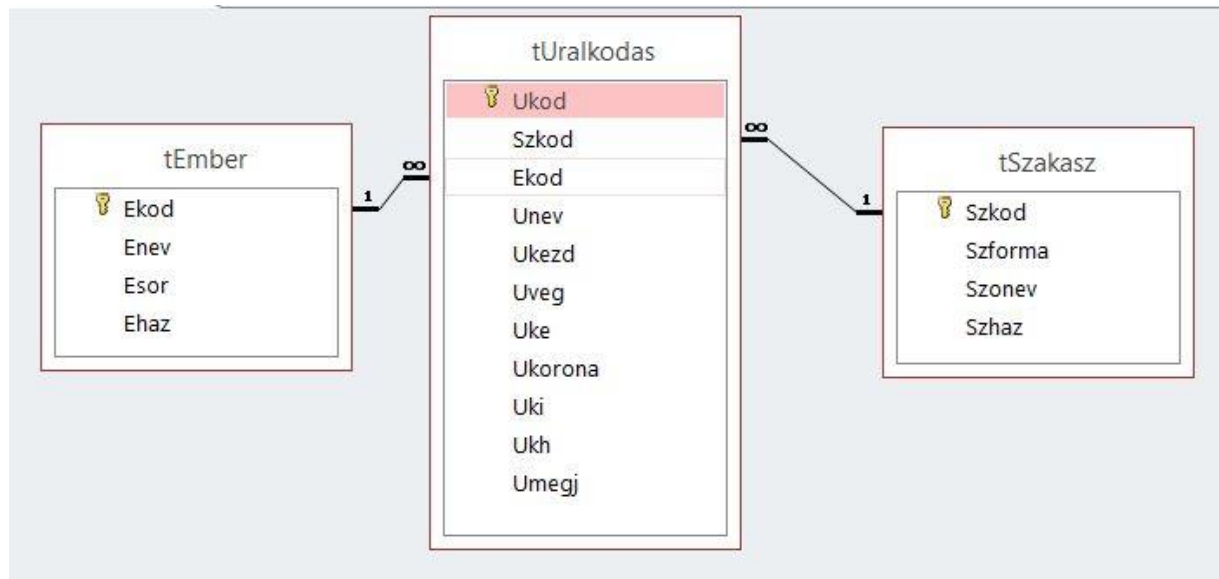 tEmber
Ekod
Enev
Esor
Ehaz
1
∞
tUralkodas
Ukod
Szkod
Ekod
Unev
Ukezd
Uveg
Uke
Ukorona
Uki
Ukh
Umegj
∞
1
tSzakasz
Szkod
Szforma
Szonev
Szhaz